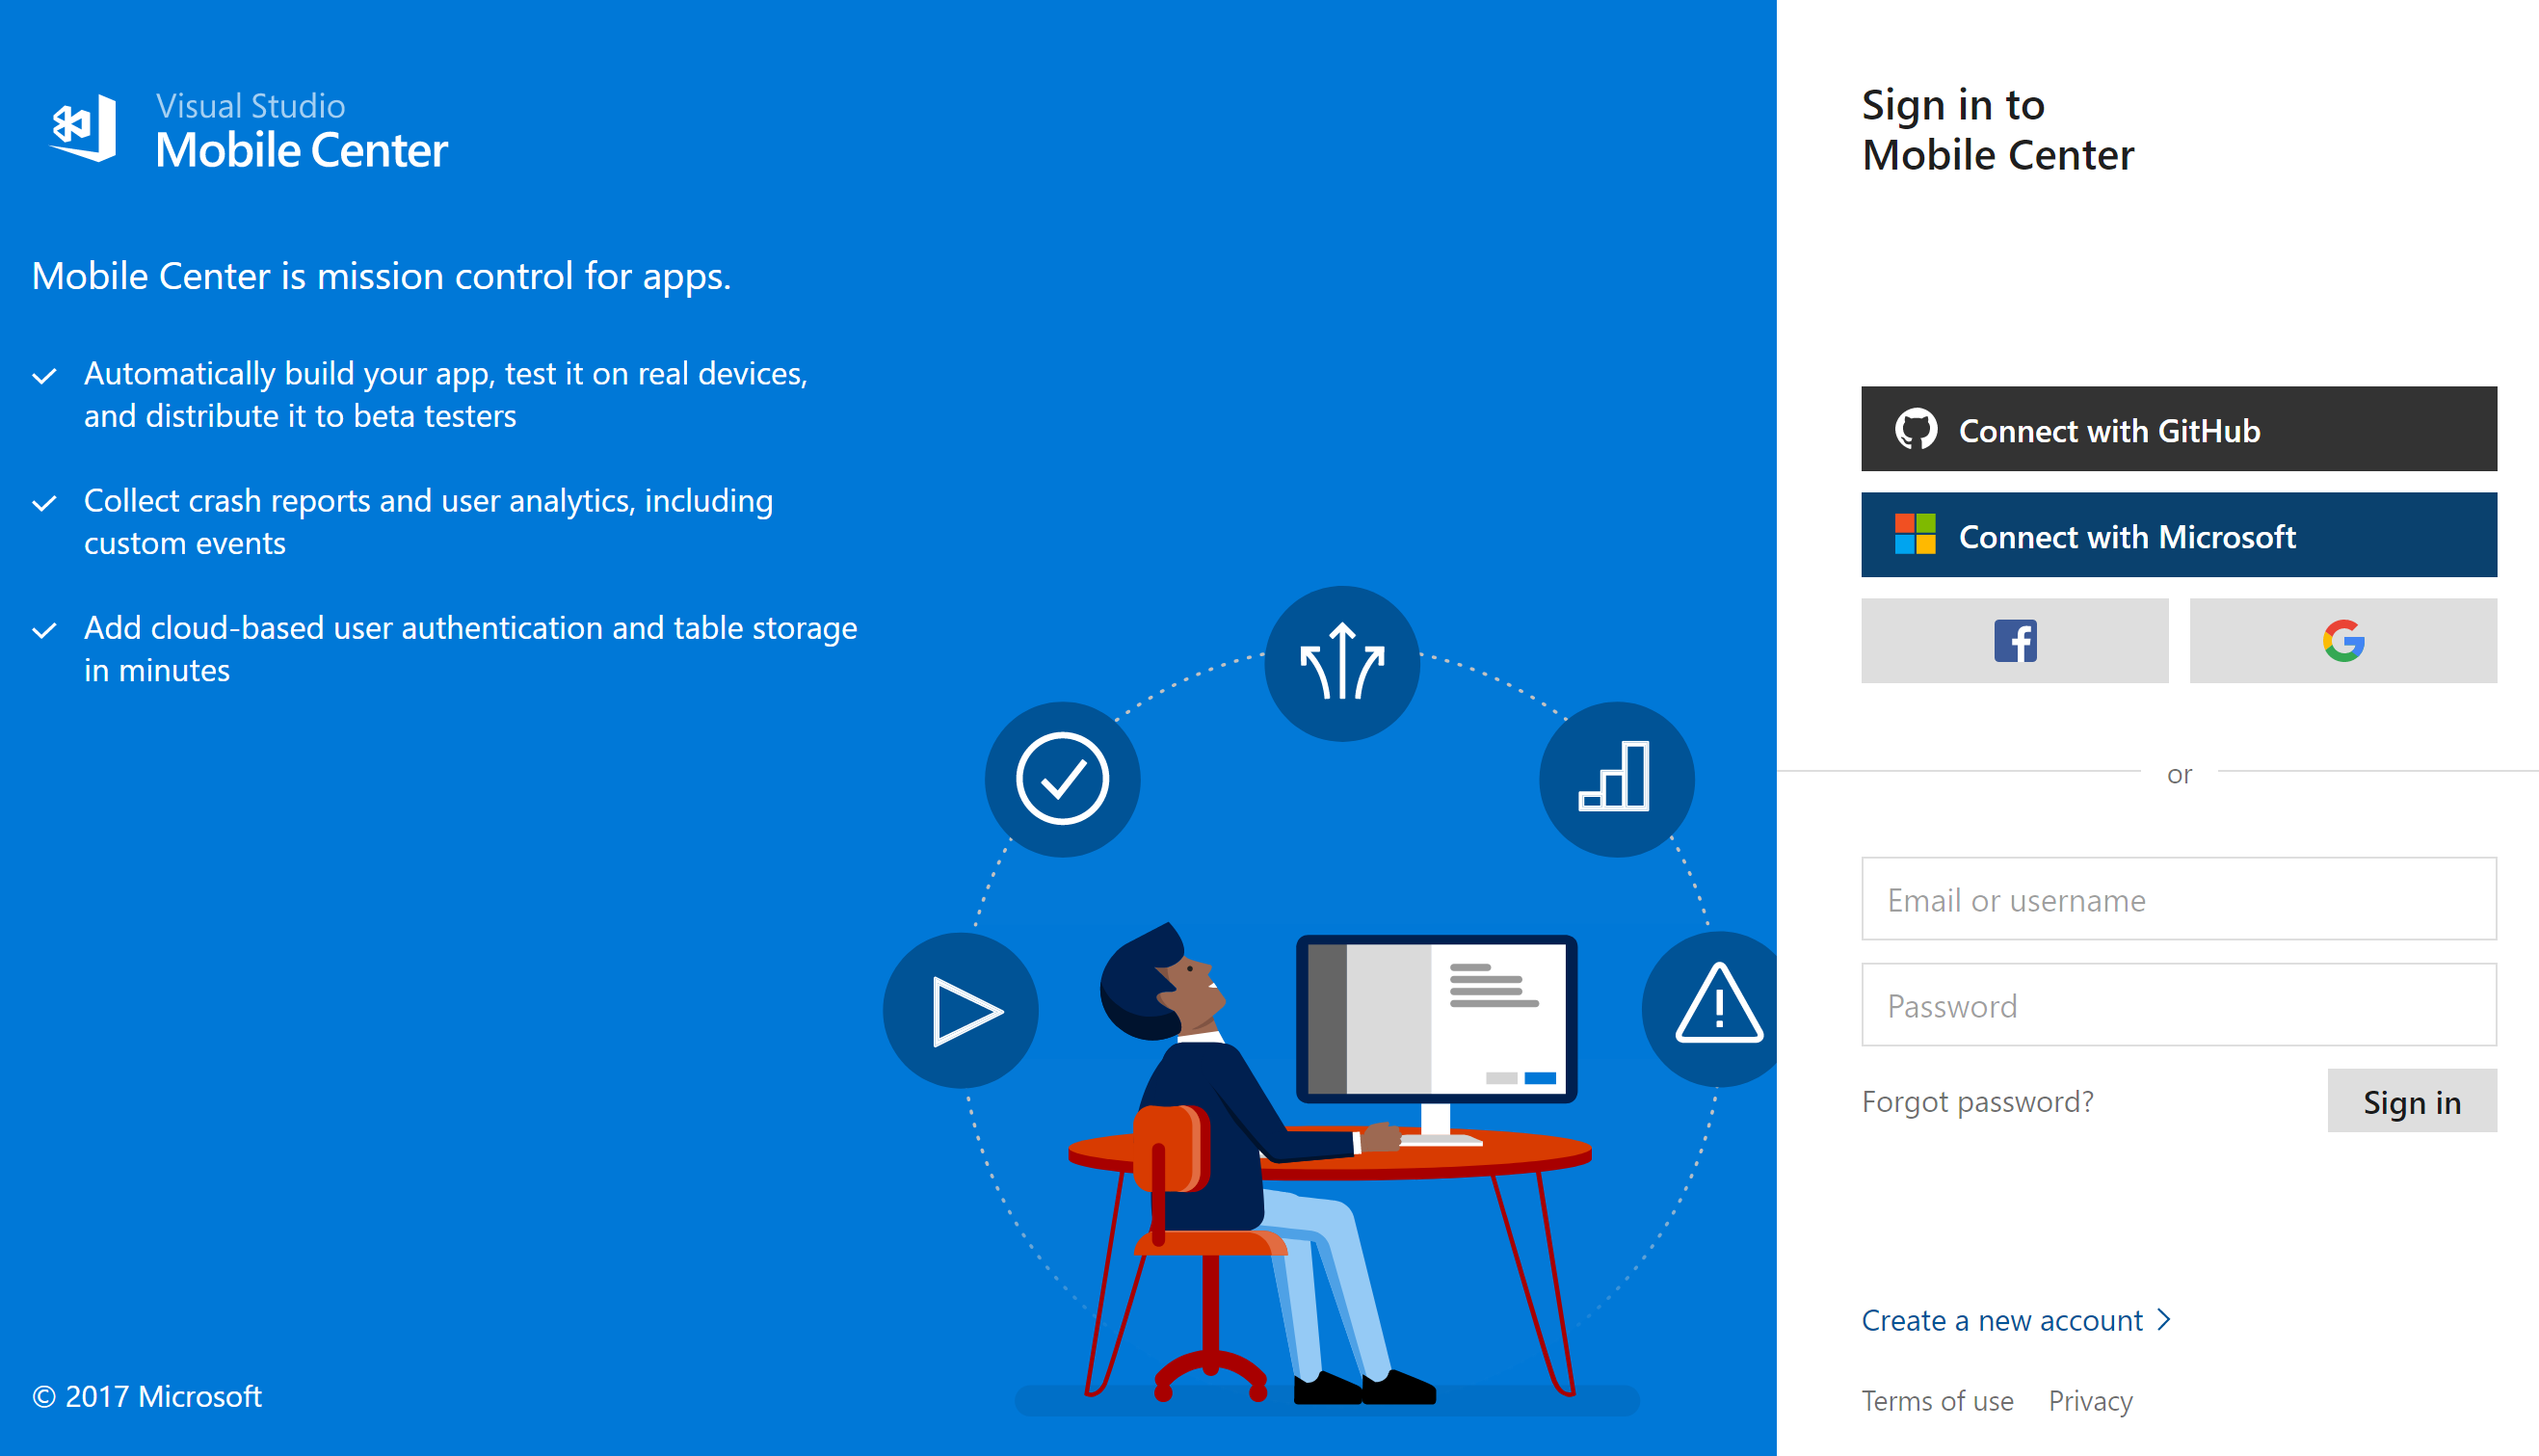 Visual Studio
Mobile Center
Mobile Center is mission control for apps.
Automatically build your app, test it on real devices,
and distribute it to beta testers
Collect crash reports and user analytics, including
custom events
Add cloud-based user authentication and table storage
in minutes
© 2017 Microsoft
Sign in to
Mobile Center
Connect with GitHub
Connect with Microsoft
or
Email or username
Password
Forgot password?
Sign in
Create a new account
Terms of use
Privacy